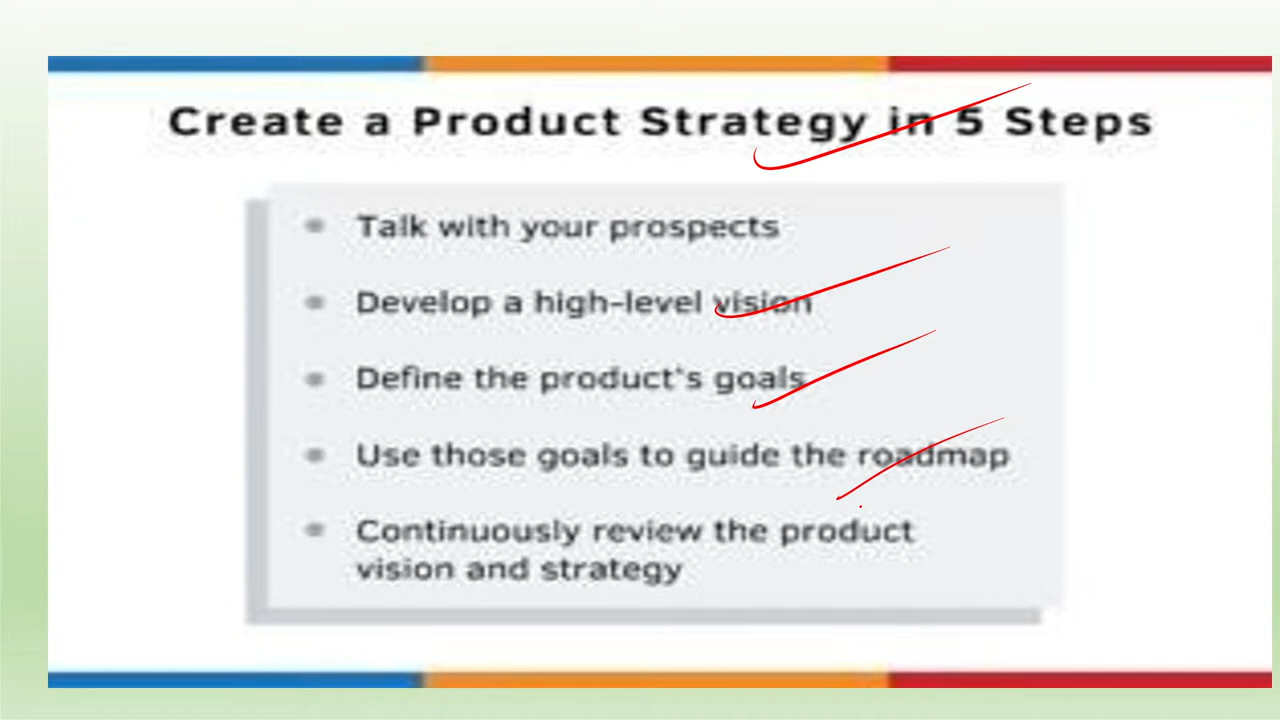 Create a Product Strategy in 5 Steps
Talk with your prospects
Develop a high-level vision
Define the product's goals
Use those goals to guide the roadmap
Continuously review the product
vision and strategy